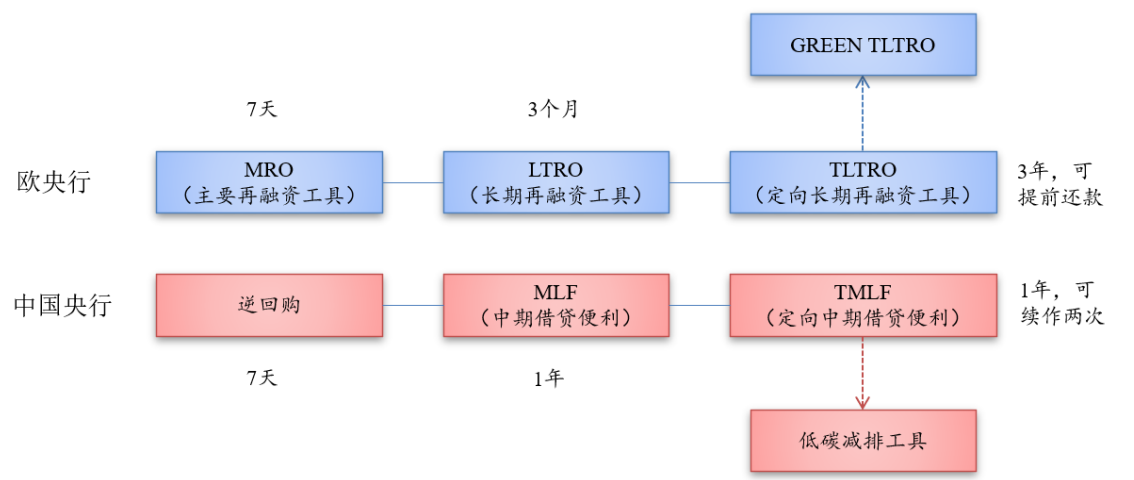 GREEN TLTRO
7天
3个月
欧央行
MRO
（主要再融资工具）
LTRO
（长期再融资工具）
TLTRO
（定向长期再融资工具）
3年，可
提前还款
中国央行
逆回购
MLF
（中期借贷便利）
TMLF
（定向中期借贷便利）
1年，可
续作两次
7天
1年
低碳减排工具